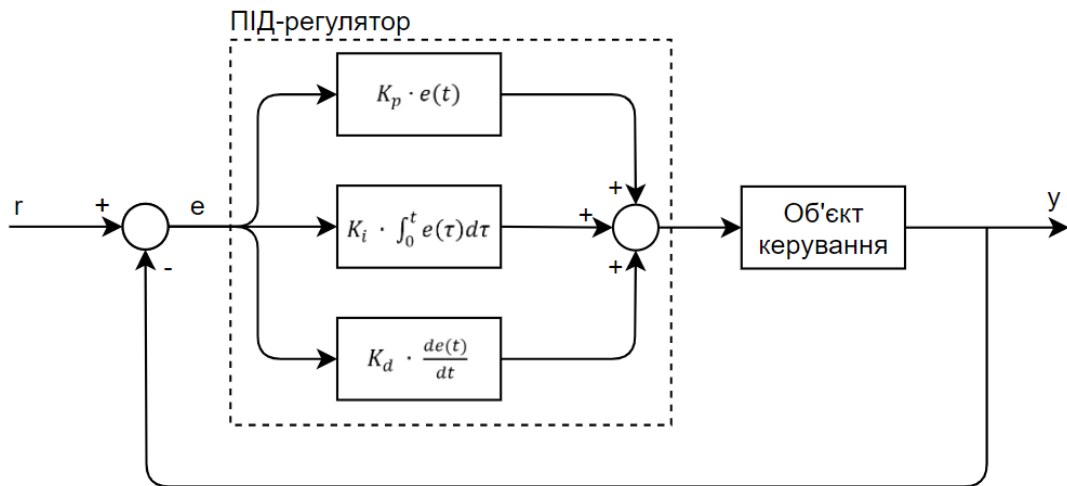 ПІД-регулятор
K_p · e(t)
r
+
-
e
K_i · ∫_0^t e(τ)dτ
+
+
+
Об'єкт
керування
y
K_d · de(t)/dt